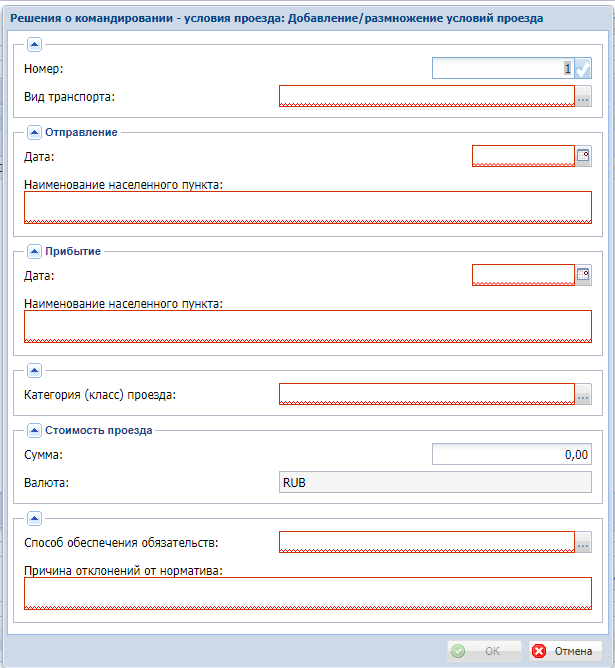 Решения о командировании - условия проезда: Добавление/размножение условий проезда
Номер: 1
Вид транспорта: ...
Отправление
Дата:
Наименование населенного пункта:
Прибытие
Дата:
Наименование населенного пункта:
Категория (класс) проезда: ...
Стоимость проезда
Сумма: 0,00
Валюта: RUB
Способ обеспечения обязательств: ...
Причина отклонений от норматива:
OK Отмена